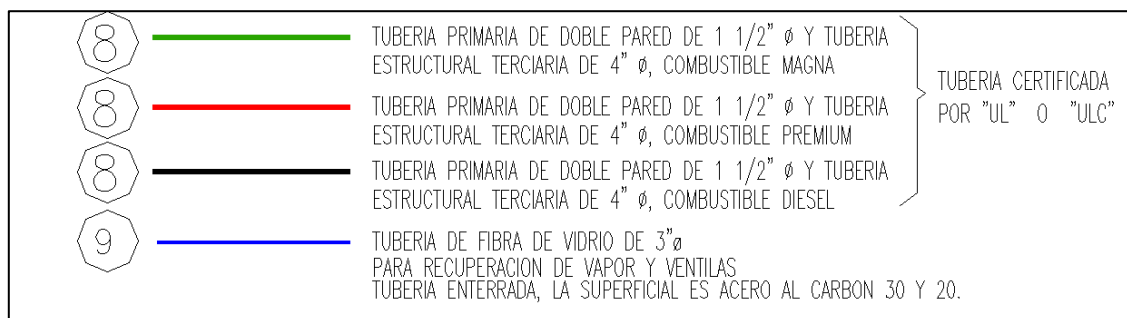 8
TUBERIA PRIMARIA DE DOBLE PARED DE 1 1/2" ø Y TUBERIA
ESTRUCTURAL TERCIARIA DE 4" ø, COMBUSTIBLE MAGNA
8
TUBERIA PRIMARIA DE DOBLE PARED DE 1 1/2" ø Y TUBERIA
ESTRUCTURAL TERCIARIA DE 4" ø, COMBUSTIBLE PREMIUM
8
TUBERIA PRIMARIA DE DOBLE PARED DE 1 1/2" ø Y TUBERIA
ESTRUCTURAL TERCIARIA DE 4" ø, COMBUSTIBLE DIESEL
TUBERIA CERTIFICADA
POR "UL" O "ULC"
9
TUBERIA DE FIBRA DE VIDRIO DE 3"ø
PARA RECUPERACION DE VAPOR Y VENTILAS
TUBERIA ENTERRADA, LA SUPERFICIAL ES ACERO AL CARBON 30 Y 20.